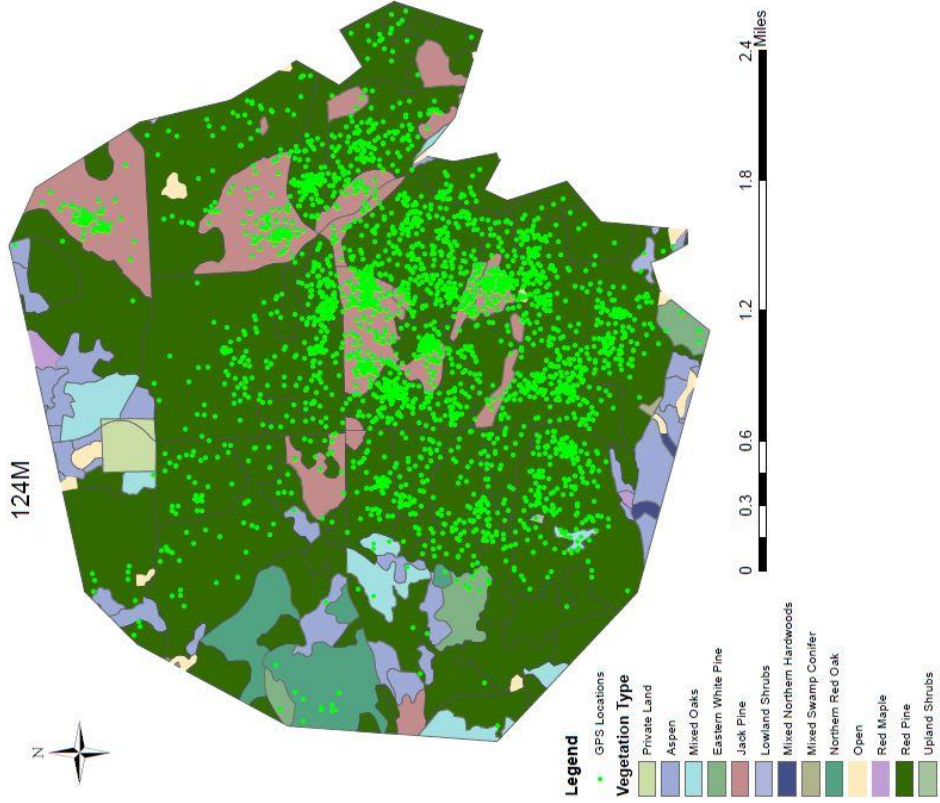 124M
N
0 0.3 0.6 1.2 1.8 2.4
Miles
Legend
GPS Locations
Vegetation Type
Private Land
Aspen
Mixed Oaks
Eastern White Pine
Jack Pine
Lowland Shrubs
Mixed Northern Hardwoods
Mixed Swamp Conifer
Northern Red Oak
Open
Red Maple
Red Pine
Upland Shrubs